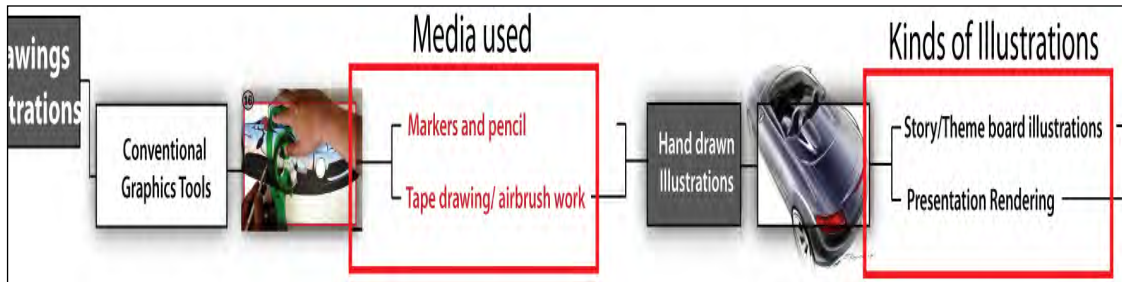 Media used
Kinds of Illustrations
awings
trations
16
Markers and pencil
Story/Theme board illustrations
Conventional
Graphics Tools
Hand drawn
Illustrations
Tape drawing/ airbrush work
Presentation Rendering